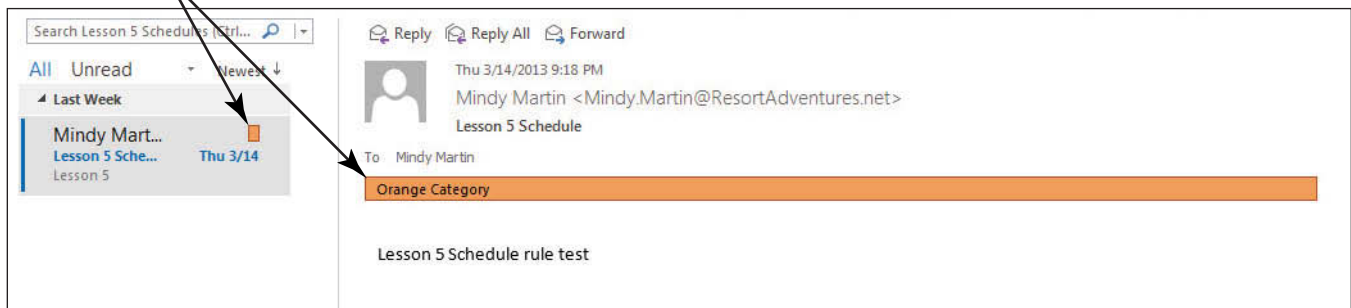 Search Lesson 5 Schedules (Ctrl...
All Unread Newest ↓
Last Week
Mindy Mart...
Lesson 5 Sche... Thu 3/14
Lesson 5
Reply Reply All Forward
Thu 3/14/2013 9:18 PM
Mindy Martin <Mindy.Martin@ResortAdventures.net>
Lesson 5 Schedule
To Mindy Martin
Orange Category
Lesson 5 Schedule rule test